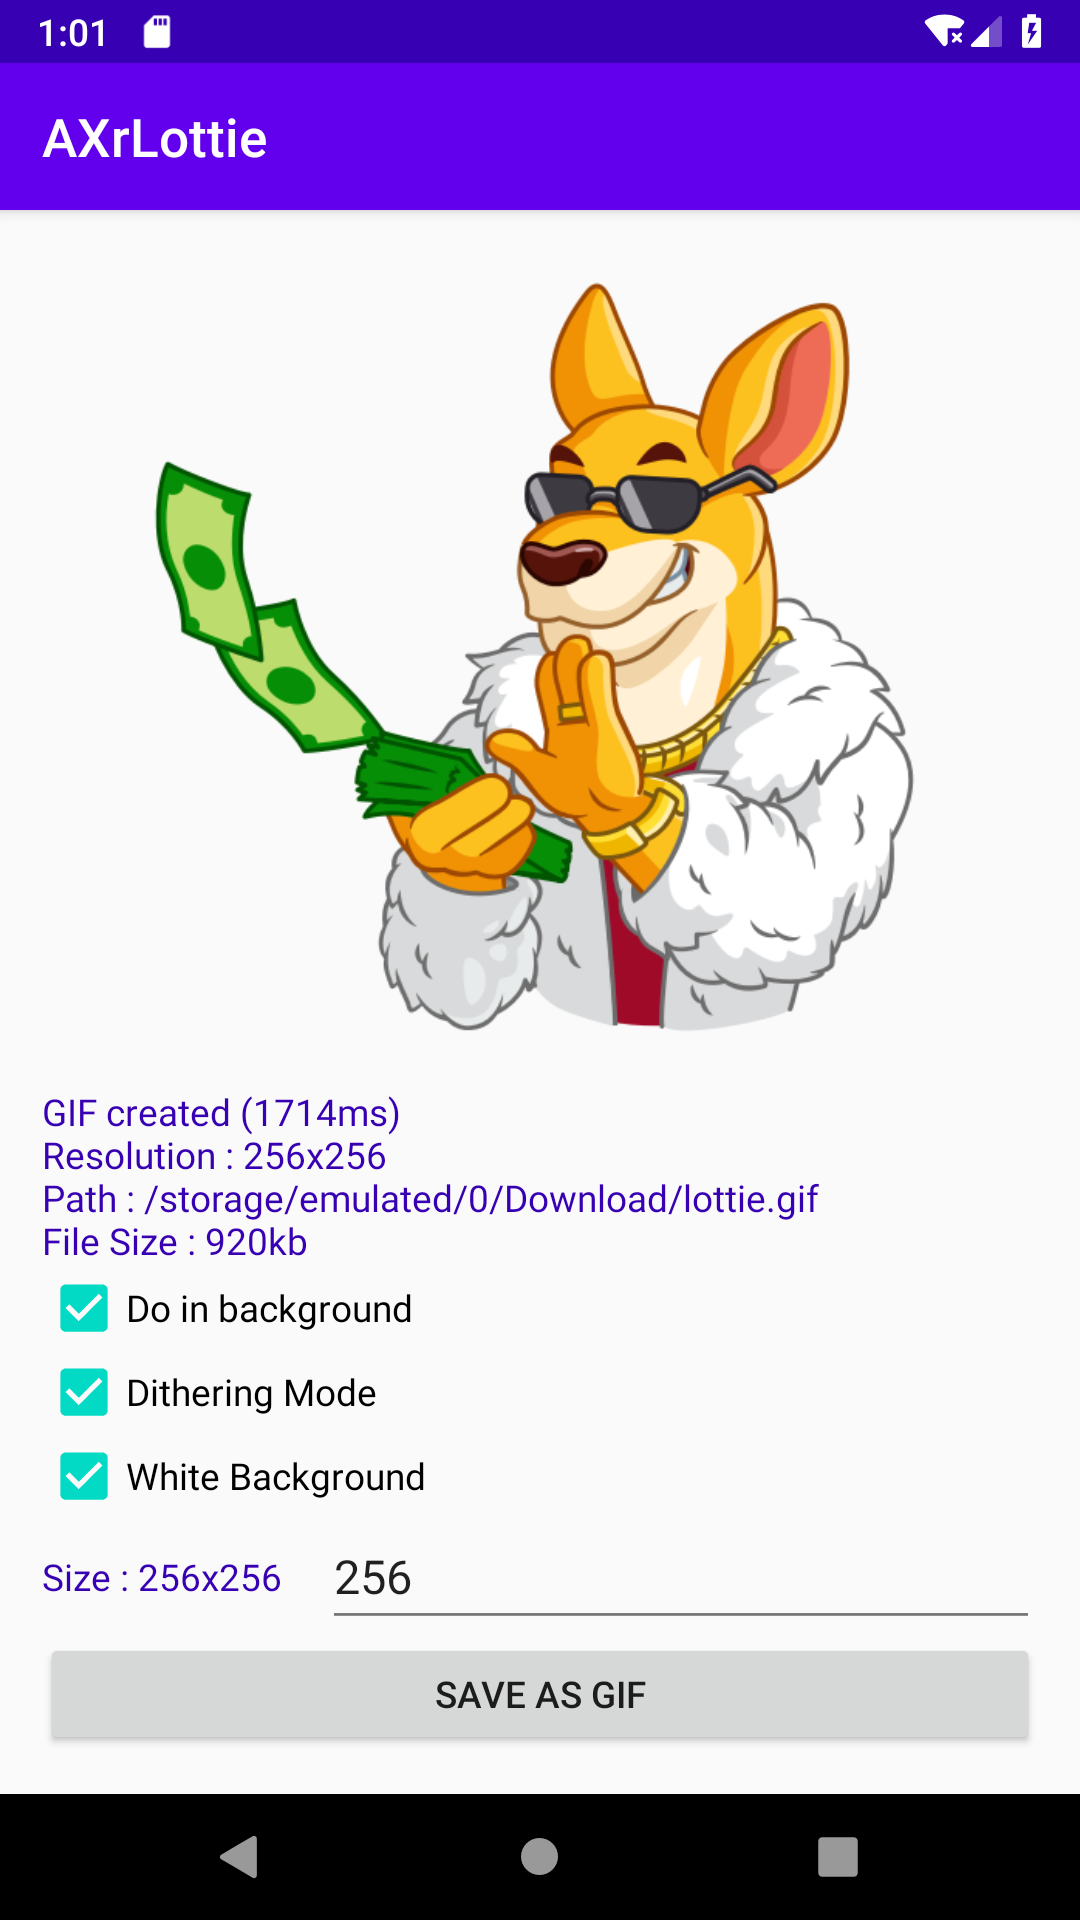 1:01
AXrLottie
GIF created (1714ms)
Resolution : 256x256
Path : /storage/emulated/0/Download/lottie.gif
File Size : 920kb
Do in background
Dithering Mode
White Background
Size : 256x256 256
SAVE AS GIF